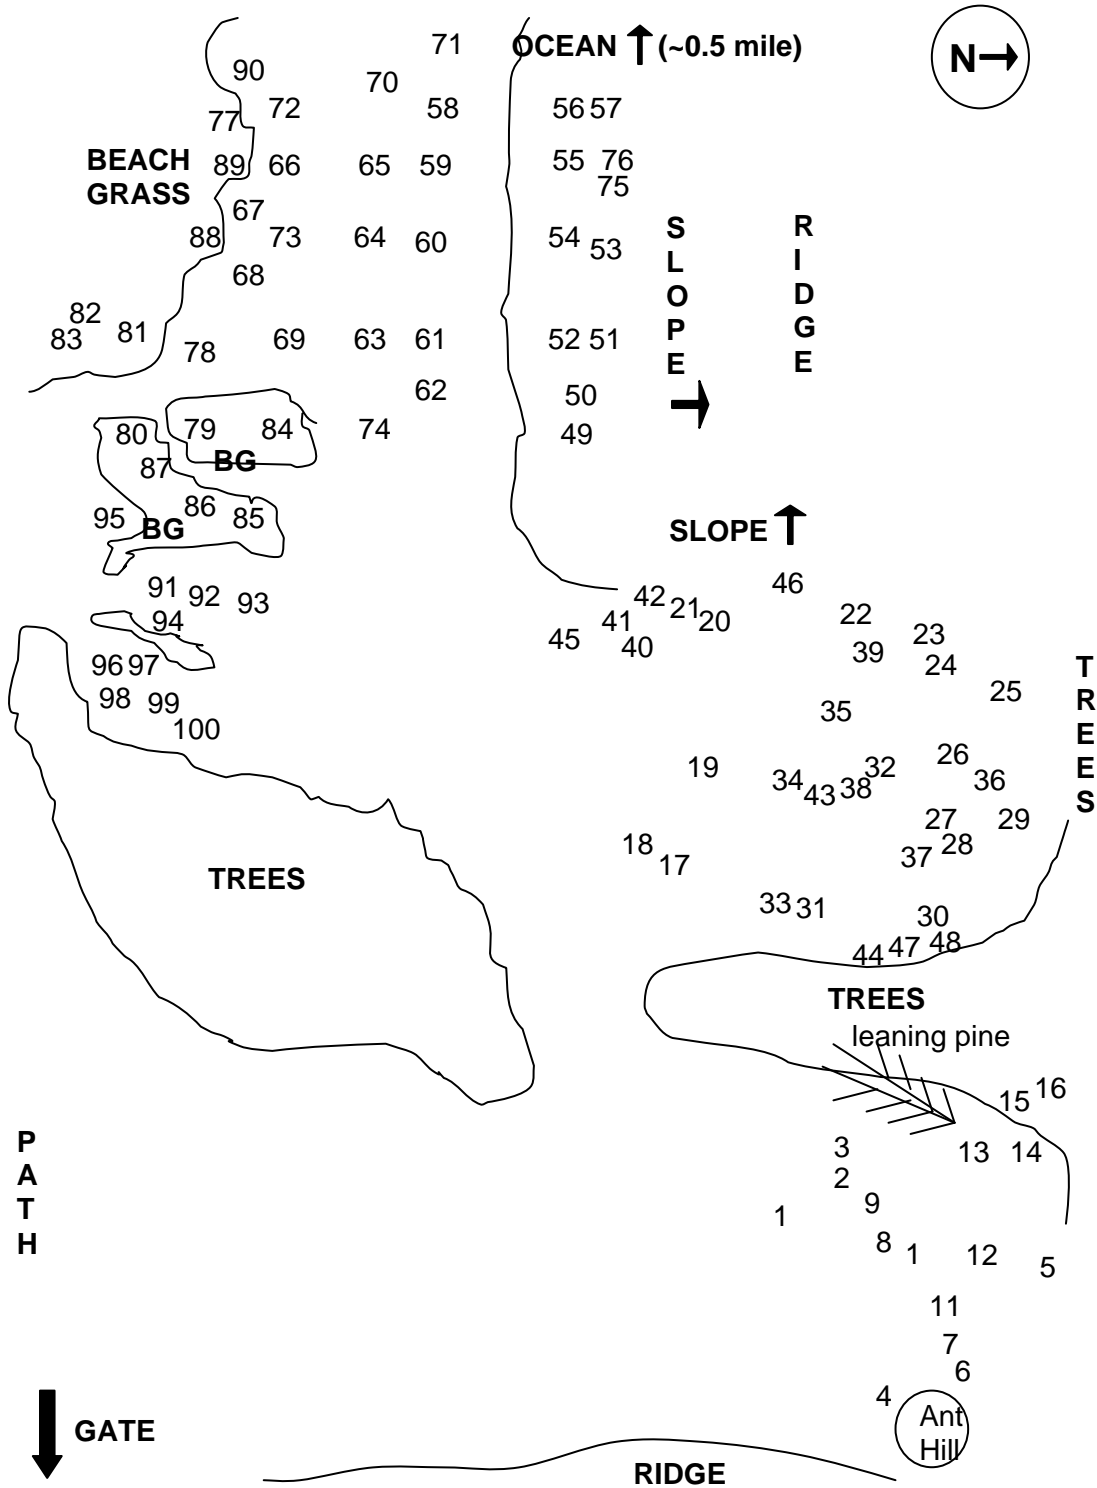 71
OCEAN (~0.5 mile)
N
90
70
72
58
56 57
77
BEACH
GRASS
89 66 65 59 55 76
75
67
88 73 64 60 54 53
S
L
O
P
E
R
I
D
G
E
68
82
83 81
78 69 63 61 52 51
62 50
80 79 84 74 49
BG
87
86
95 BG 85
SLOPE
46
91 92 93
42 21 20
22
94
41
45 40
39
23
24
96 97
98 99
100
25
T
R
E
E
S
35
19
34 43 38 32
26
36
27 29
28
37
18
17
TREES
33 31
30
44 47 48
TREES
leaning pine
15 16
3
13 14
2
9
1
8 1 12 5
P
A
T
H
11
7
6
4
Ant
Hill
GATE
RIDGE